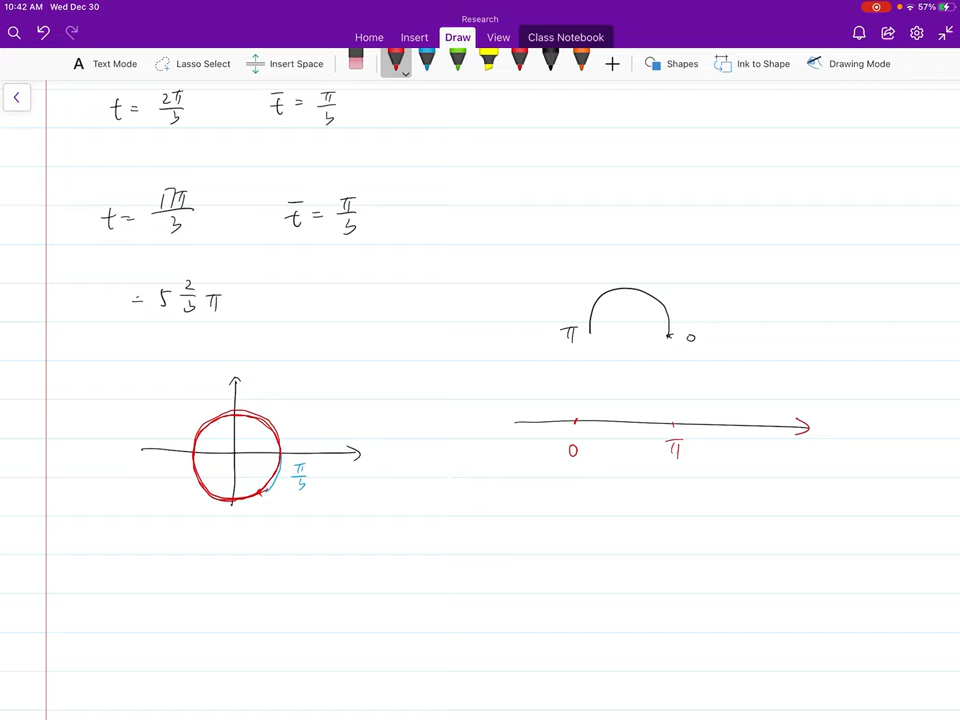 10:42 AM Wed Dec 30
57%
Research
Home Insert Draw View Class Notebook
Text Mode Lasso Select Insert Space Shapes Ink to Shape Drawing Mode
t = 2π/3 t̄ = π/3
t = 17π/3 t̄ = π/3
= 5 2/3 π
π 0
π/3
0 π